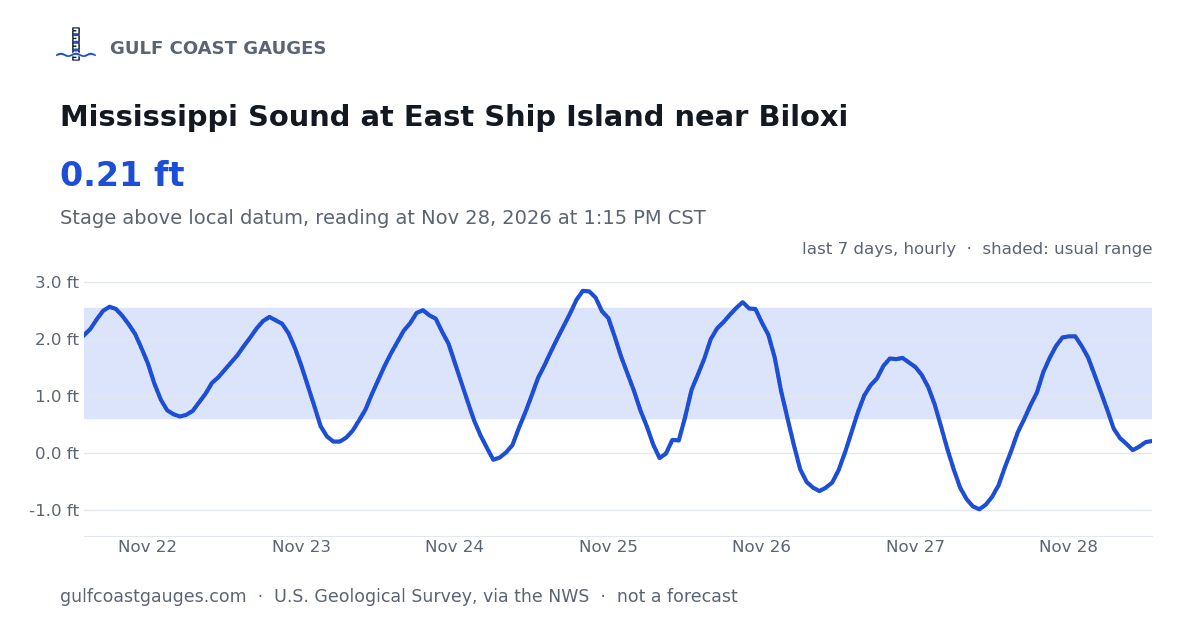 GULF COAST GAUGES
Mississippi Sound at East Ship Island near Biloxi
0.21 ft
Stage above local datum, reading at Nov 28, 2026 at 1:15 PM CST
last 7 days, hourly · shaded: usual range
3.0 ft
2.0 ft
1.0 ft
0.0 ft
-1.0 ft
Nov 22 Nov 23 Nov 24 Nov 25 Nov 26 Nov 27 Nov 28
gulfcoastgauges.com · U.S. Geological Survey, via the NWS · not a forecast